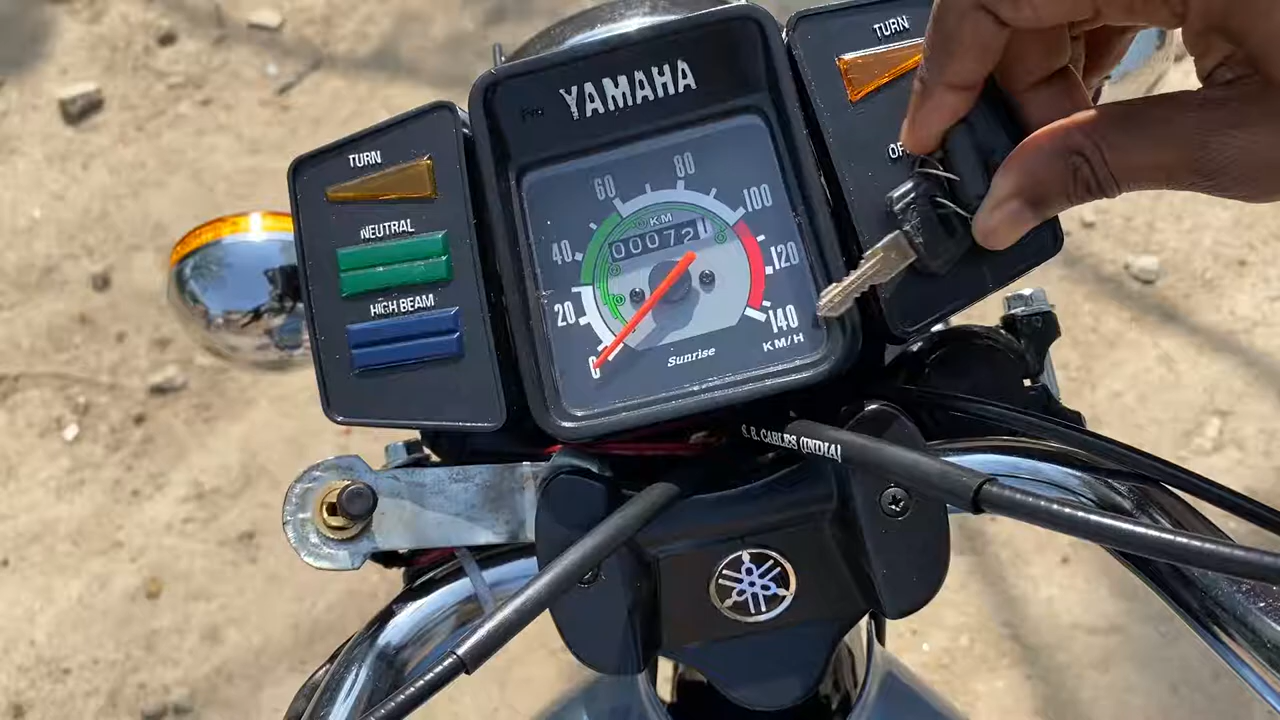 YAMAHA
TURN
NEUTRAL
HIGH BEAM
TURN
0
20
40
60
80
100
120
140
KM
00072
KM/H
Sunrise
S.B. CABLES (INDIA)